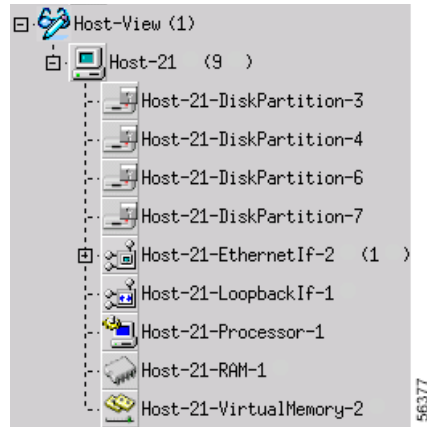 Host-View (1)
Host-21 (9 )
Host-21-DiskPartition-3
Host-21-DiskPartition-4
Host-21-DiskPartition-6
Host-21-DiskPartition-7
Host-21-EthernetIf-2 (1 )
Host-21-LoopbackIf-1
Host-21-Processor-1
Host-21-RAM-1
Host-21-VirtualMemory-2
56377